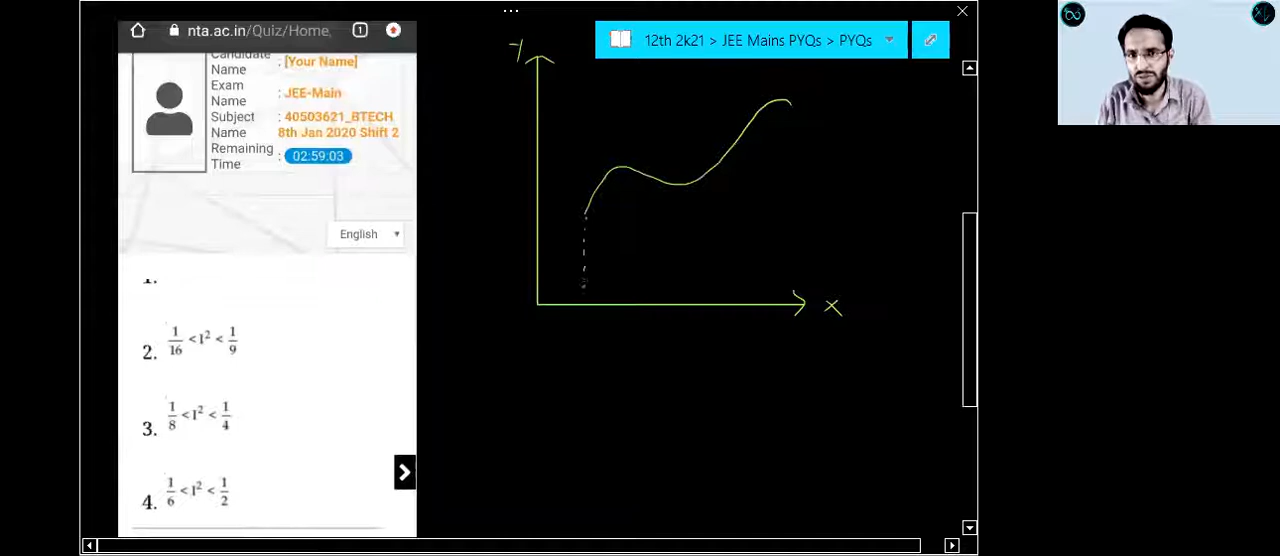 nta.ac.in/Quiz/Home,
1
Candidate Name : [Your Name]
Exam Name : JEE-Main
Subject Name : 40503621_BTECH 8th Jan 2020 Shift 2
Remaining Time : 02:59:03
English
1.
2. 1/16 < I² < 1/9
3. 1/8 < I² < 1/4
4. 1/6 < I² < 1/2
12th 2k21 > JEE Mains PYQs > PYQs
x